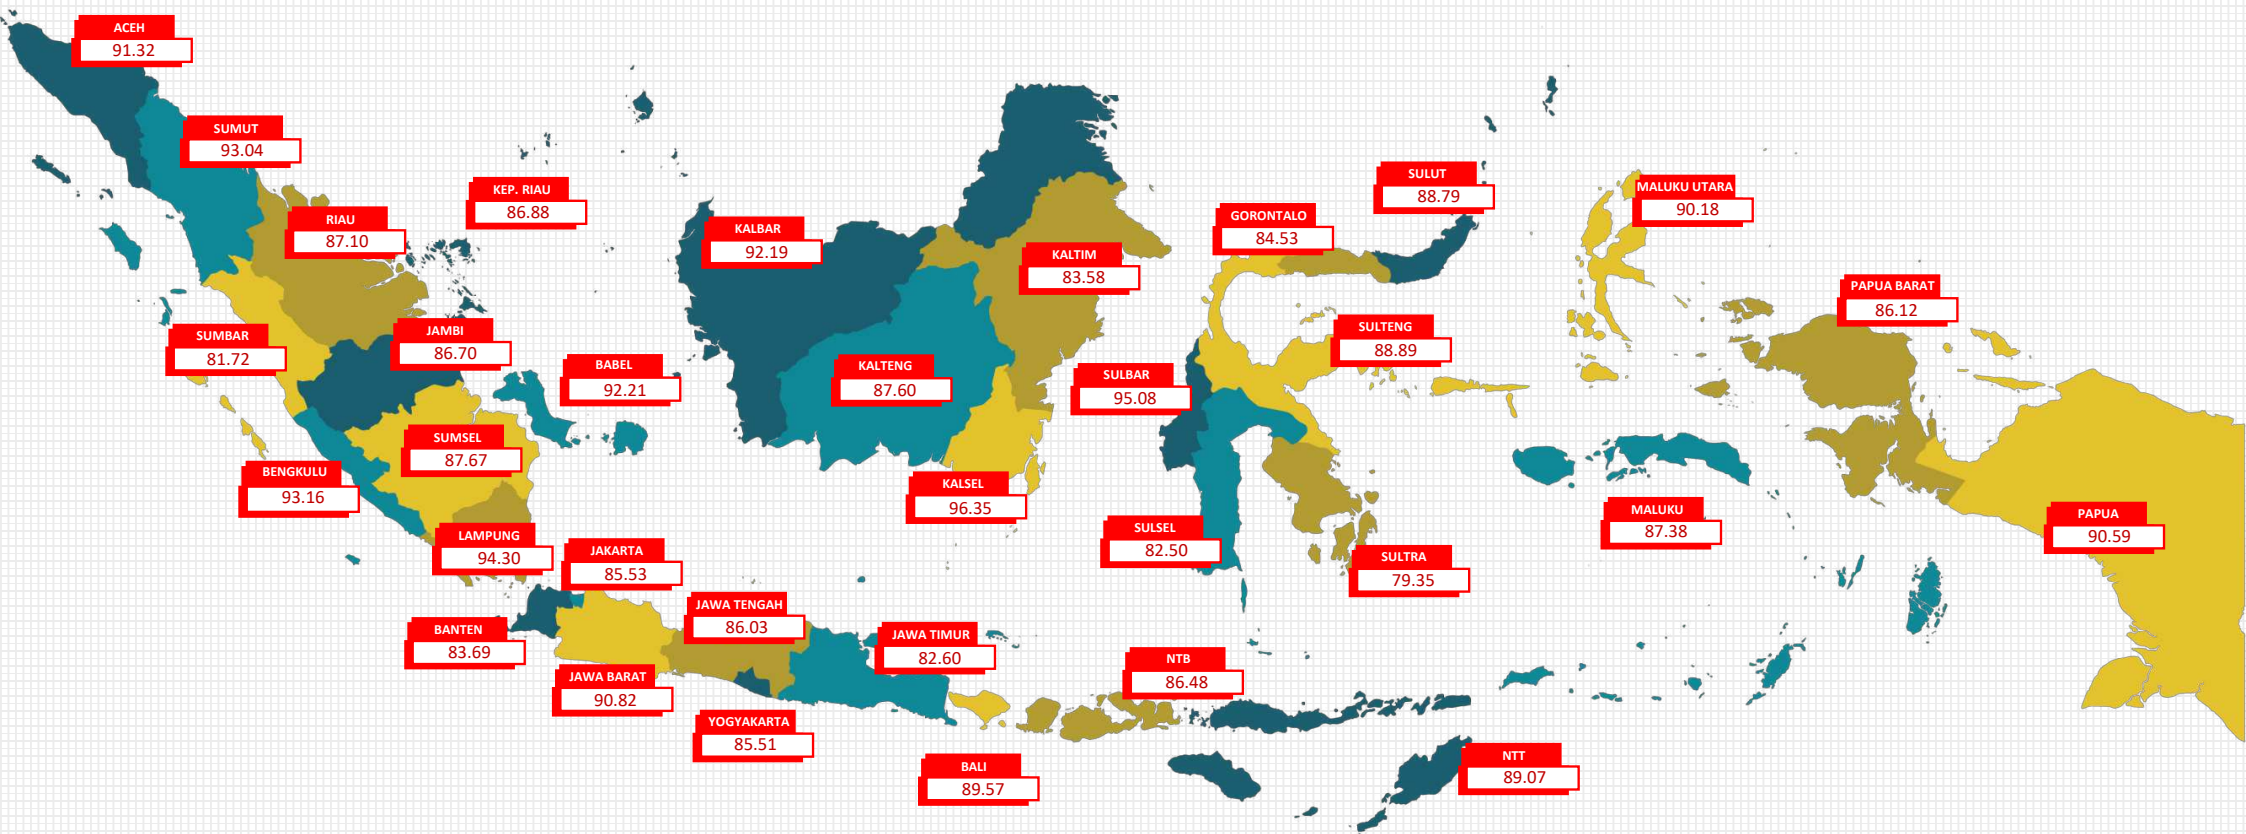 ACEH
91.32
SUMUT
93.04
KEP. RIAU
86.88
RIAU
87.10
SUMBAR
81.72
JAMBI
86.70
BABEL
92.21
SUMSEL
87.67
BENGKULU
93.16
LAMPUNG
94.30
JAKARTA
85.53
BANTEN
83.69
JAWA BARAT
90.82
JAWA TENGAH
86.03
YOGYAKARTA
85.51
JAWA TIMUR
82.60
BALI
89.57
NTB
86.48
NTT
89.07
KALBAR
92.19
KALTENG
87.60
KALTIM
83.58
KALSEL
96.35
GORONTALO
84.53
SULUT
88.79
SULTENG
88.89
SULBAR
95.08
SULSEL
82.50
SULTRA
79.35
MALUKU UTARA
90.18
MALUKU
87.38
PAPUA BARAT
86.12
PAPUA
90.59